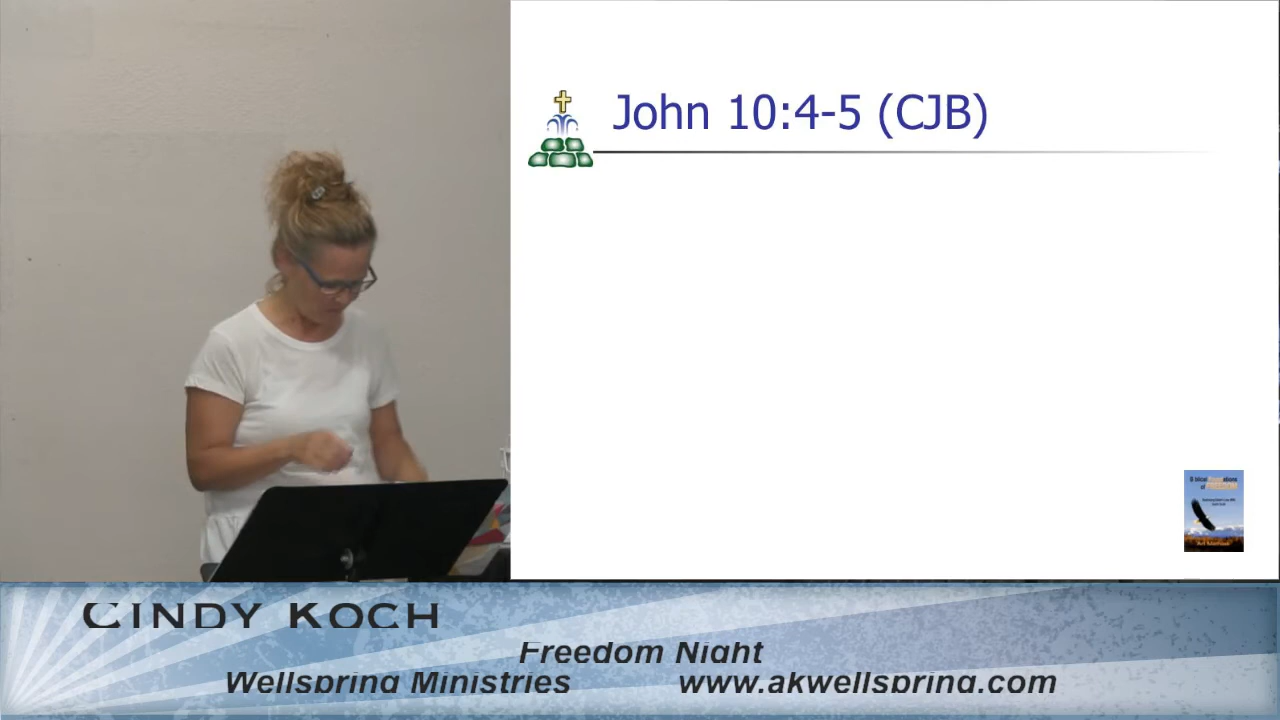 John 10:4-5 (CJB)
CINDY KOCH
Freedom Night
Wellspring Ministries www.akwellspring.com